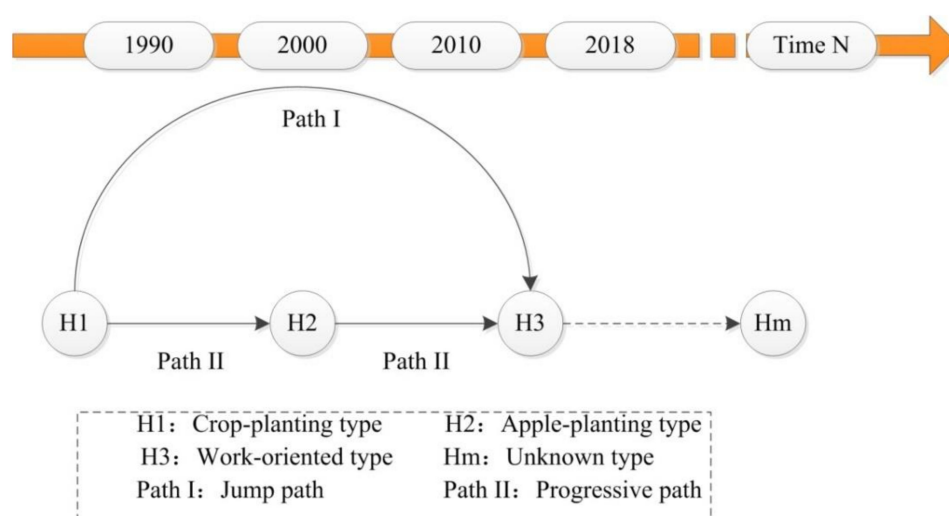 1990 2000 2010 2018 Time N
Path I
H1 H2 H3 Hm
Path II Path II
H1：Crop-planting type H2：Apple-planting type
H3：Work-oriented type Hm：Unknown type
Path I：Jump path Path II：Progressive path